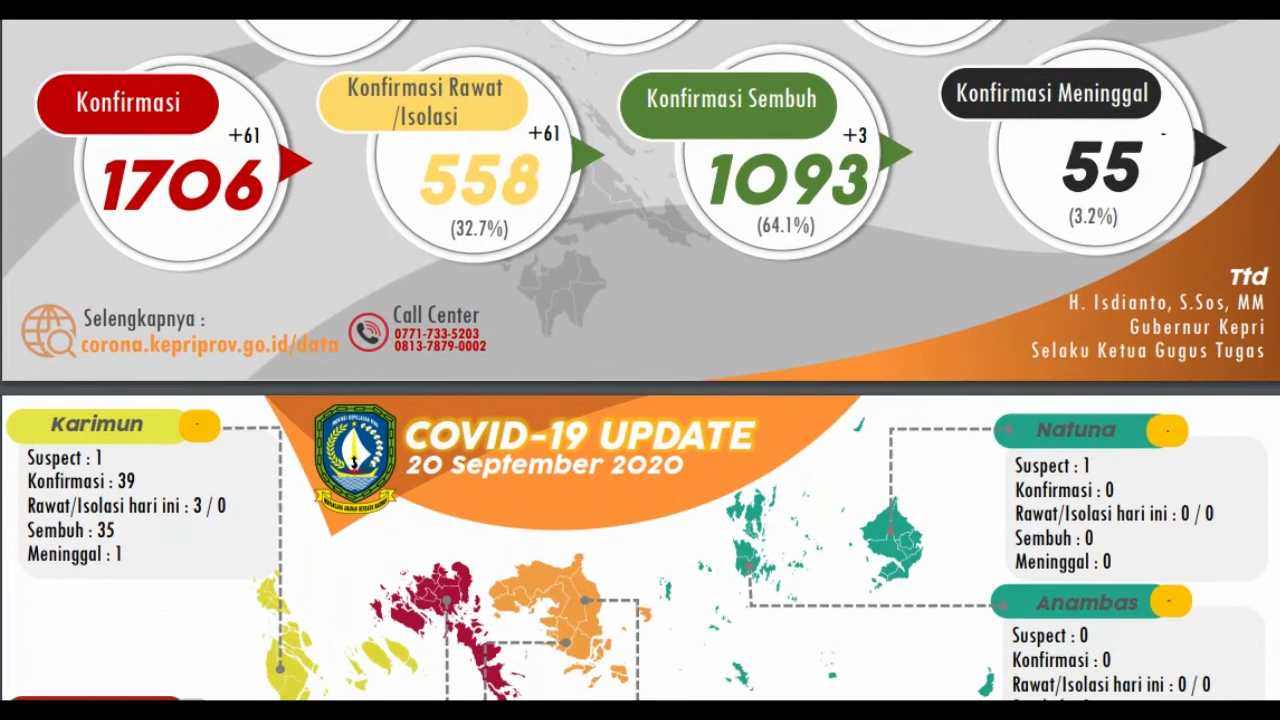 Konfirmasi
+61
1706
Konfirmasi Rawat
/Isolasi
+61
558
(32.7%)
Konfirmasi Sembuh
+3
1093
(64.1%)
Konfirmasi Meninggal
-
55
(3.2%)
Selengkapnya :
corona.kepriprov.go.id/data
Call Center
0771-733-5203
0813-7879-0002
Ttd
H. Isdianto, S.Sos, MM
Gubernur Kepri
Selaku Ketua Gugus Tugas
COVID-19 UPDATE
20 September 2020
Karimun -
Suspect : 1
Konfirmasi : 39
Rawat/Isolasi hari ini : 3 / 0
Sembuh : 35
Meninggal : 1
Natuna -
Suspect : 1
Konfirmasi : 0
Rawat/Isolasi hari ini : 0 / 0
Sembuh : 0
Meninggal : 0
Anambas -
Suspect : 0
Konfirmasi : 0
Rawat/Isolasi hari ini : 0 / 0